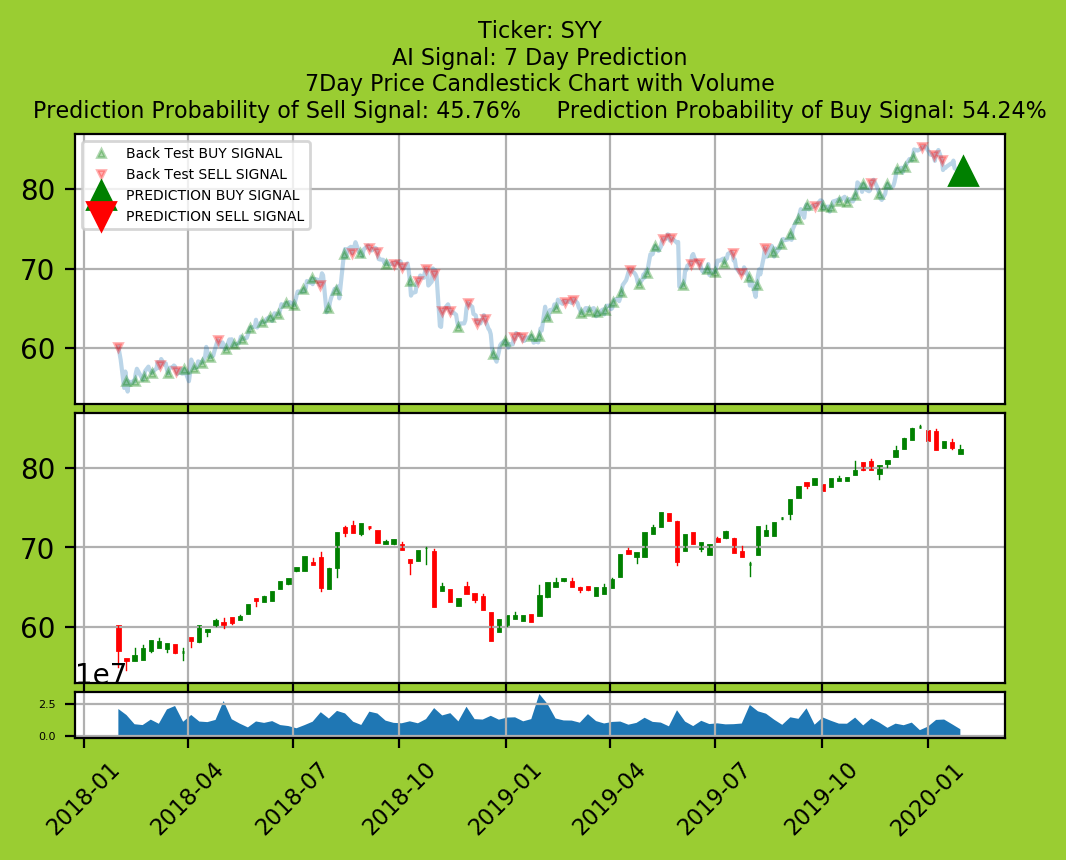 Ticker: SYY
AI Signal: 7 Day Prediction
7Day Price Candlestick Chart with Volume
Prediction Probability of Sell Signal: 45.76%     Prediction Probability of Buy Signal: 54.24%
Back Test BUY SIGNAL
Back Test SELL SIGNAL
PREDICTION BUY SIGNAL
PREDICTION SELL SIGNAL
80
70
60
80
70
60
1e7
2.5
0.0
2018-01
2018-04
2018-07
2018-10
2019-01
2019-04
2019-07
2019-10
2020-01